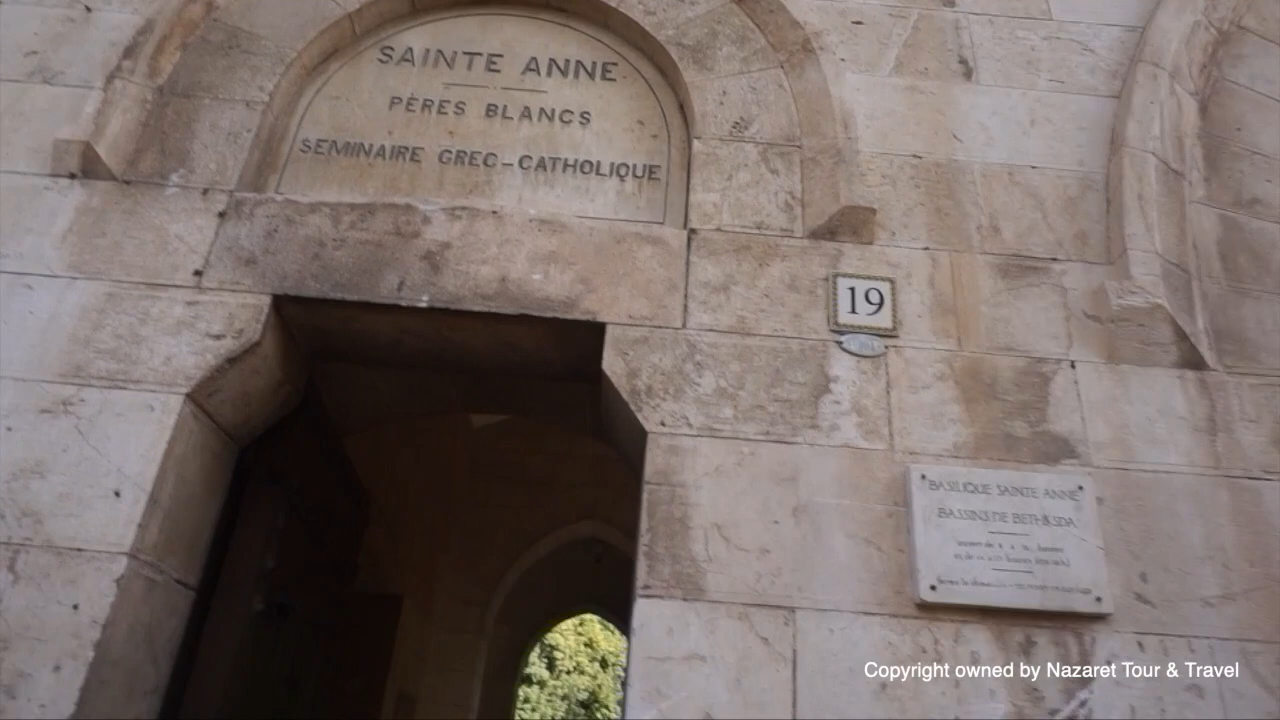 SAINTE ANNE
PÈRES BLANCS
SEMINAIRE GREC-CATHOLIQUE
19
BASILIQUE SAINTE ANNE
BASSINS DE BETHESDA
Copyright owned by Nazaret Tour & Travel